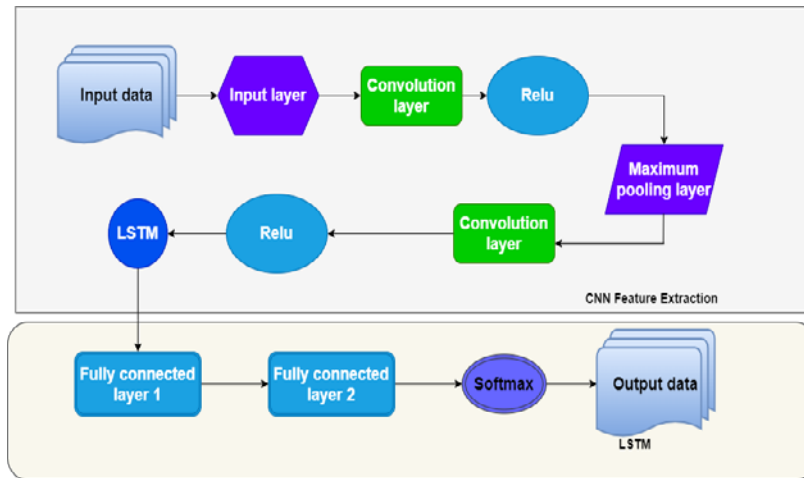 Input data
Input layer
Convolution
layer
Relu
Maximum
pooling layer
Convolution
layer
Relu
LSTM
CNN Feature Extraction
Fully connected
layer 1
Fully connected
layer 2
Softmax
Output data
LSTM